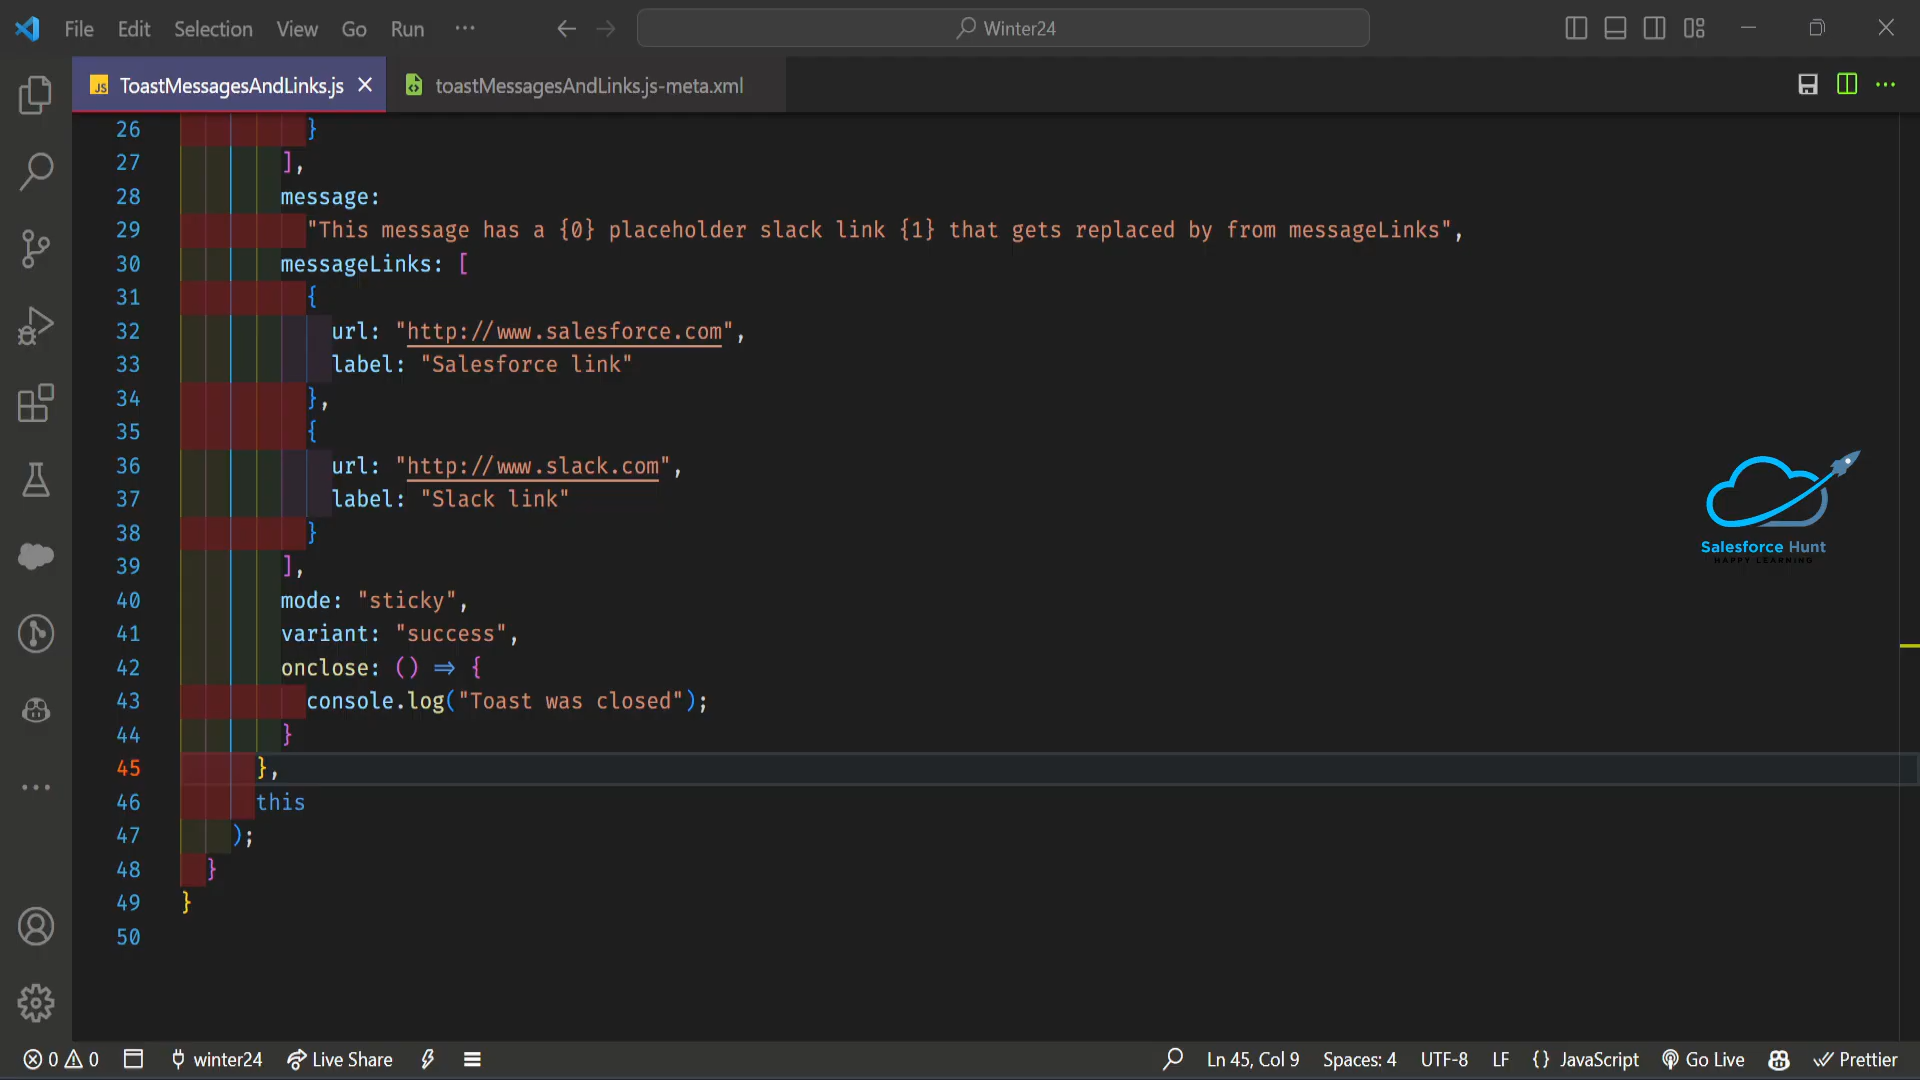 File Edit Selection View Go Run ··· Winter24
ToastMessagesAndLinks.js toastMessagesAndLinks.js-meta.xml
26 }
27 ],
28 message:
29 "This message has a {0} placeholder slack link {1} that gets replaced by from messageLinks",
30 messageLinks: [
31 {
32 url: "http://www.salesforce.com",
33 label: "Salesforce link"
34 },
35 {
36 url: "http://www.slack.com",
37 label: "Slack link"
38 }
39 ],
40 mode: "sticky",
41 variant: "success",
42 onclose: () => {
43 console.log("Toast was closed");
44 }
45 },
46 this
47 );
48 }
49 }
50
Salesforce Hunt
HAPPY LEARNING
0 0 winter24 Live Share Ln 45, Col 9 Spaces: 4 UTF-8 LF {} JavaScript Go Live Prettier